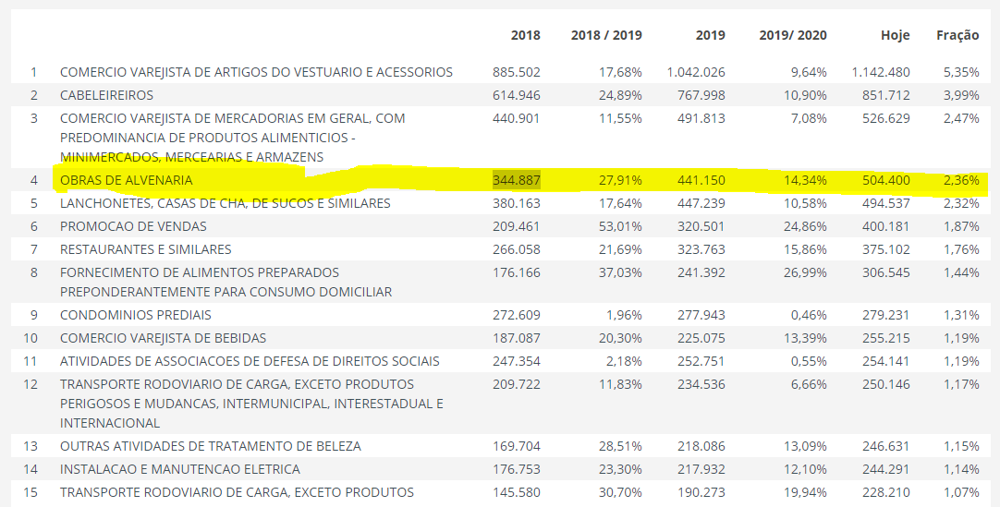 2018 2018 / 2019 2019 2019/ 2020 Hoje Fração
1 COMERCIO VAREJISTA DE ARTIGOS DO VESTUARIO E ACESSORIOS 885.502 17,68% 1.042.026 9,64% 1.142.480 5,35%
2 CABELEIREIROS 614.946 24,89% 767.998 10,90% 851.712 3,99%
3 COMERCIO VAREJISTA DE MERCADORIAS EM GERAL, COM 440.901 11,55% 491.813 7,08% 526.629 2,47%
PREDOMINANCIA DE PRODUTOS ALIMENTICIOS -
MINIMERCADOS, MERCEARIAS E ARMAZENS
4 OBRAS DE ALVENARIA 344.887 27,91% 441.150 14,34% 504.400 2,36%
5 LANCHONETES, CASAS DE CHA, DE SUCOS E SIMILARES 380.163 17,64% 447.239 10,58% 494.537 2,32%
6 PROMOCAO DE VENDAS 209.461 53,01% 320.501 24,86% 400.181 1,87%
7 RESTAURANTES E SIMILARES 266.058 21,69% 323.763 15,86% 375.102 1,76%
8 FORNECIMENTO DE ALIMENTOS PREPARADOS 176.166 37,03% 241.392 26,99% 306.545 1,44%
PREPONDERANTEMENTE PARA CONSUMO DOMICILIAR
9 CONDOMINIOS PREDIAIS 272.609 1,96% 277.943 0,46% 279.231 1,31%
10 COMERCIO VAREJISTA DE BEBIDAS 187.087 20,30% 225.075 13,39% 255.215 1,19%
11 ATIVIDADES DE ASSOCIACOES DE DEFESA DE DIREITOS SOCIAIS 247.354 2,18% 252.751 0,55% 254.141 1,19%
12 TRANSPORTE RODOVIARIO DE CARGA, EXCETO PRODUTOS 209.722 11,83% 234.536 6,66% 250.146 1,17%
PERIGOSOS E MUDANCAS, INTERMUNICIPAL, INTERESTADUAL E
INTERNACIONAL
13 OUTRAS ATIVIDADES DE TRATAMENTO DE BELEZA 169.704 28,51% 218.086 13,09% 246.631 1,15%
14 INSTALACAO E MANUTENCAO ELETRICA 176.753 23,30% 217.932 12,10% 244.291 1,14%
15 TRANSPORTE RODOVIARIO DE CARGA, EXCETO PRODUTOS 145.580 30,70% 190.273 19,94% 228.210 1,07%